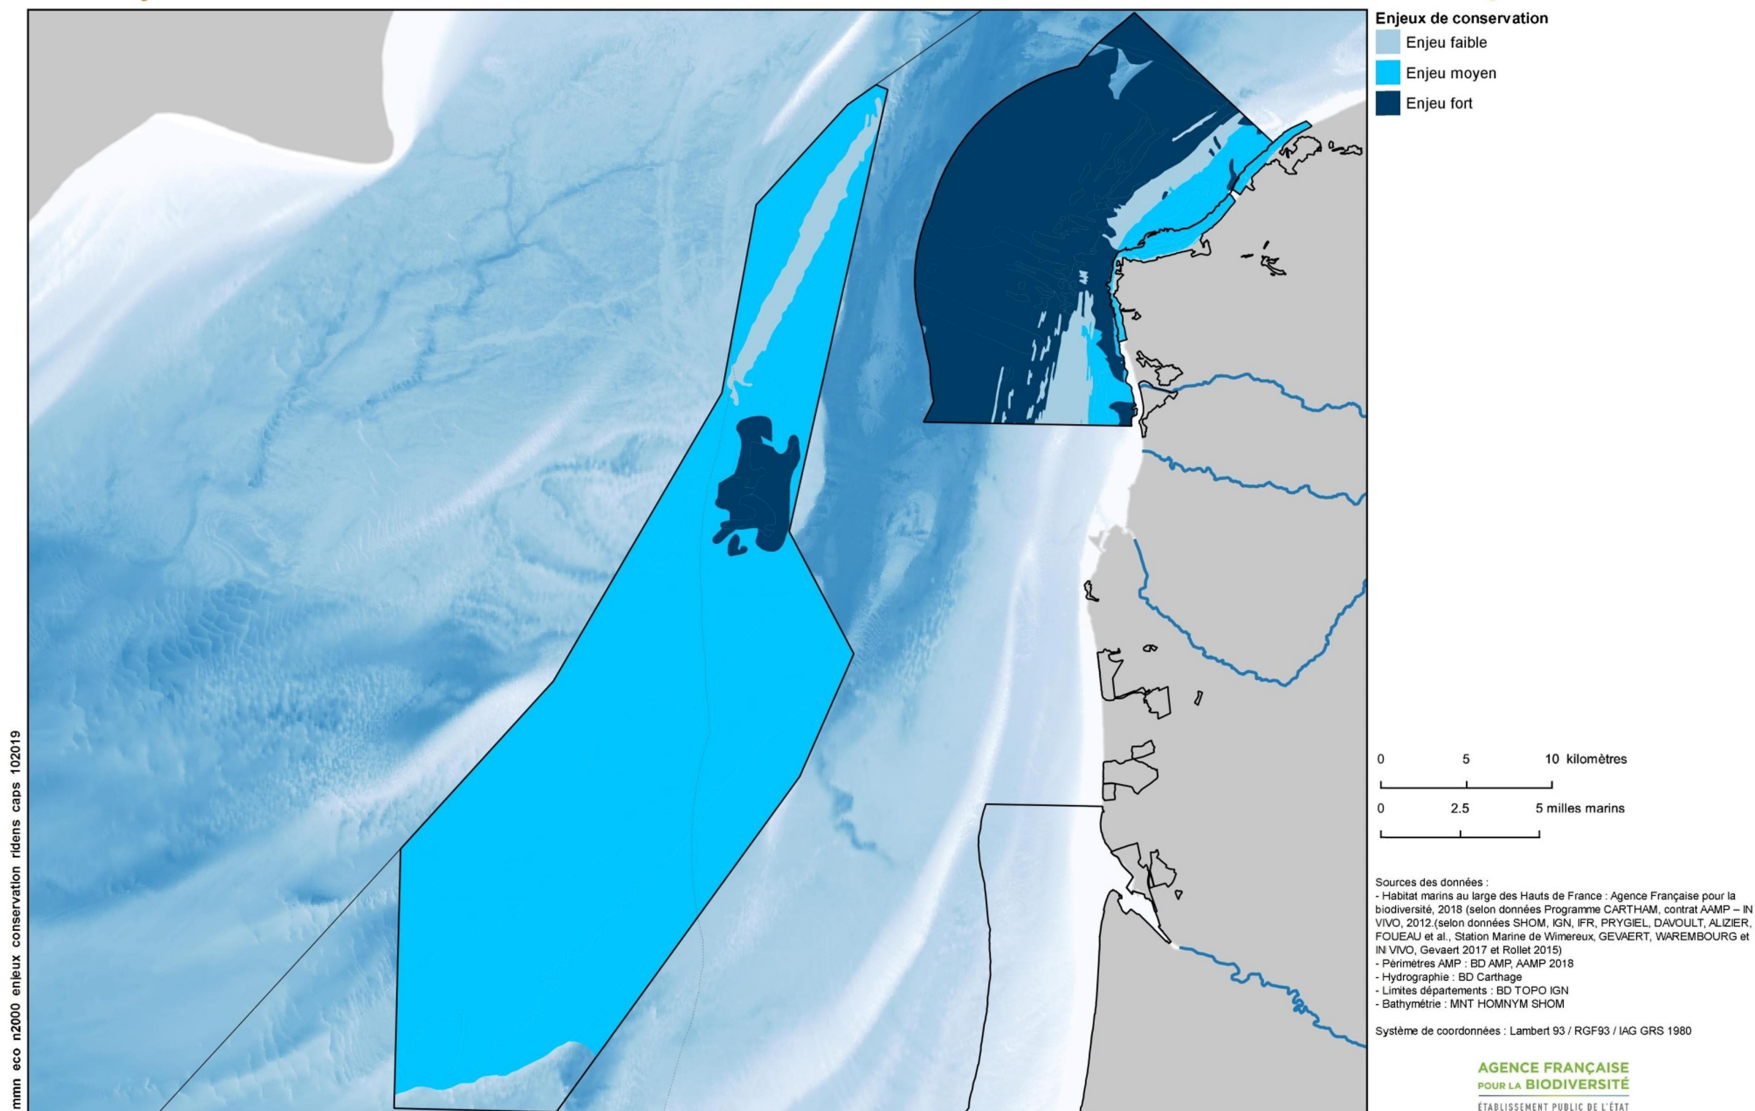 Enjeux de conservation
Enjeu faible
Enjeu moyen
Enjeu fort
0 5 10 kilomètres
0 2.5 5 milles marins
Sources des données :
- Habitat marins au large des Hauts de France : Agence Française pour la
biodiversité, 2018 (selon données Programme CARTHAM, contrat AAMP – IN
VIVO, 2012.(selon données SHOM, IGN, IFR, PRYGIEL, DAVOULT, ALIZIER,
FOUEAU et al., Station Marine de Wimereux, GEVAERT, WAREMBOURG et
IN VIVO, Gevaert 2017 et Rollet 2015)
- Périmètres AMP : BD AMP, AAMP 2018
- Hydrographie : BD Carthage
- Limites départements : BD TOPO IGN
- Bathymétrie : MNT HOMNYM SHOM
Système de coordonnées : Lambert 93 / RGF93 / IAG GRS 1980
AGENCE FRANÇAISE
POUR LA BIODIVERSITÉ
ÉTABLISSEMENT PUBLIC DE L'ÉTAT
mmn eco n2000 enjeux conservation ridens caps 102019